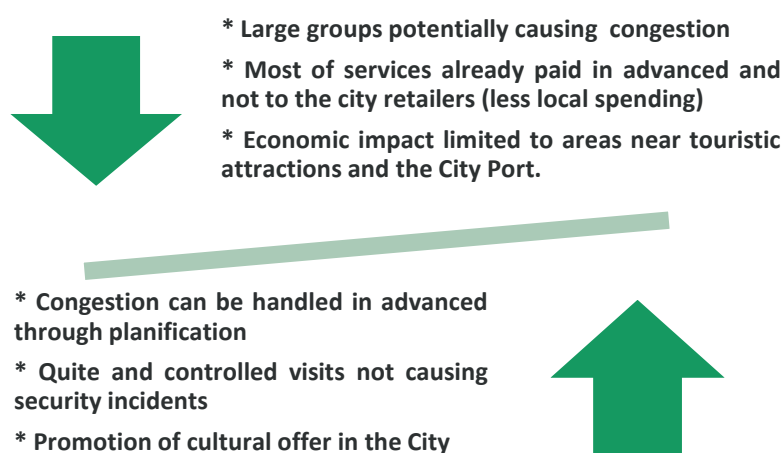 * Large groups potentially causing congestion
* Most of services already paid in advanced and
not to the city retailers (less local spending)
* Economic impact limited to areas near touristic
attractions and the City Port.
* Congestion can be handled in advanced
through planification
* Quite and controlled visits not causing
security incidents
* Promotion of cultural offer in the City